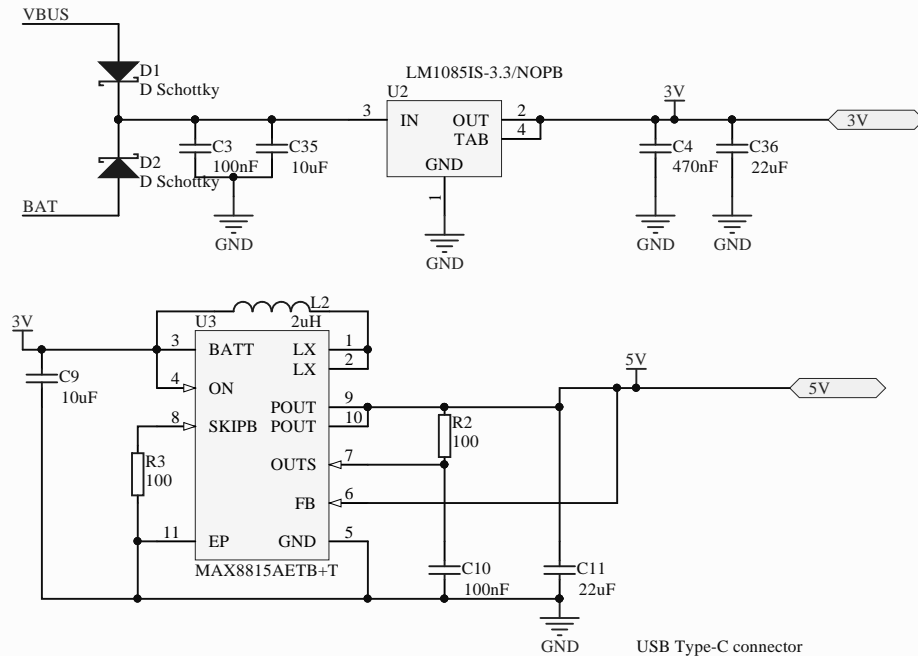 VBUS
D1
D Schottky
LM1085IS-3.3/NOPB
U2
3
IN
OUT
2
TAB
4
GND
1
3V
3V
C3
100nF
C35
10uF
C4
470nF
C36
22uF
D2
D Schottky
BAT
GND
GND
GND
GND
L2
2uH
U3
3V
3
BATT
LX
1
LX
2
4
ON
C9
10uF
5V
5V
8
SKIPB
POUT
9
POUT
10
R2
100
R3
100
OUTS
7
FB
6
11
EP
GND
5
MAX8815AETB+T
C10
100nF
C11
22uF
GND
USB Type-C connector